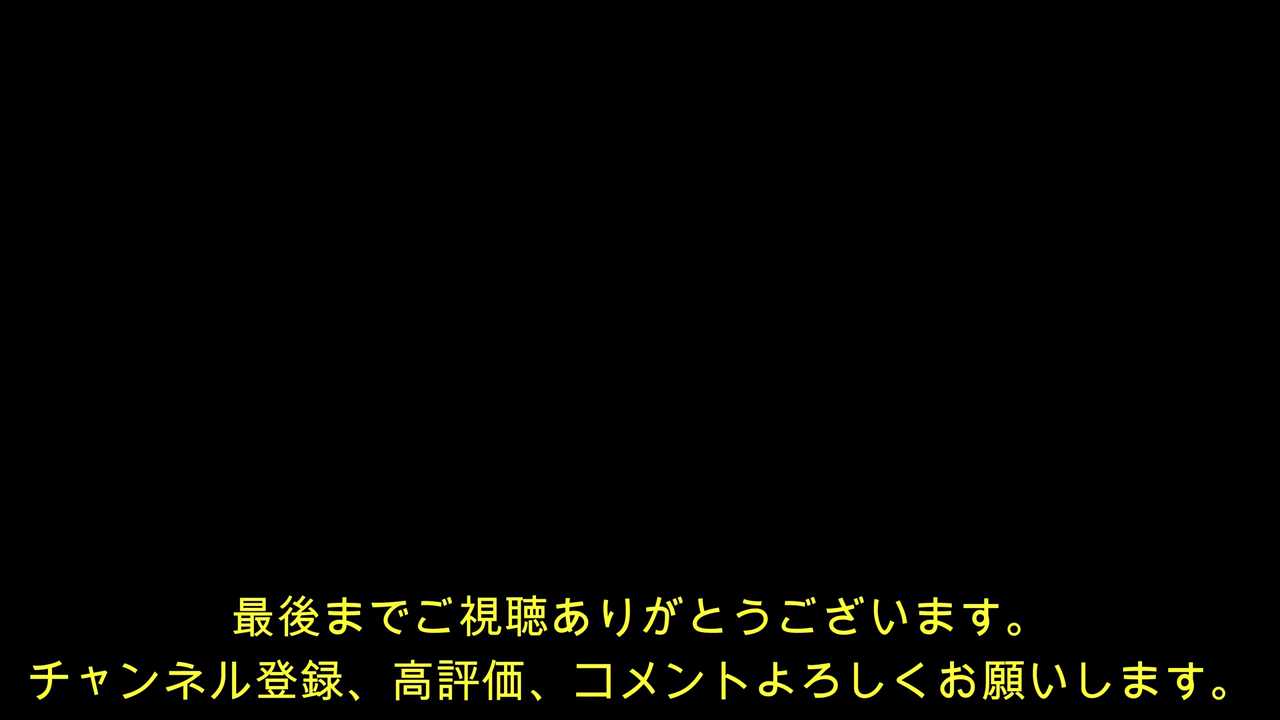 最後までご視聴ありがとうございます。
チャンネル登録、高評価、コメントよろしくお願いします。